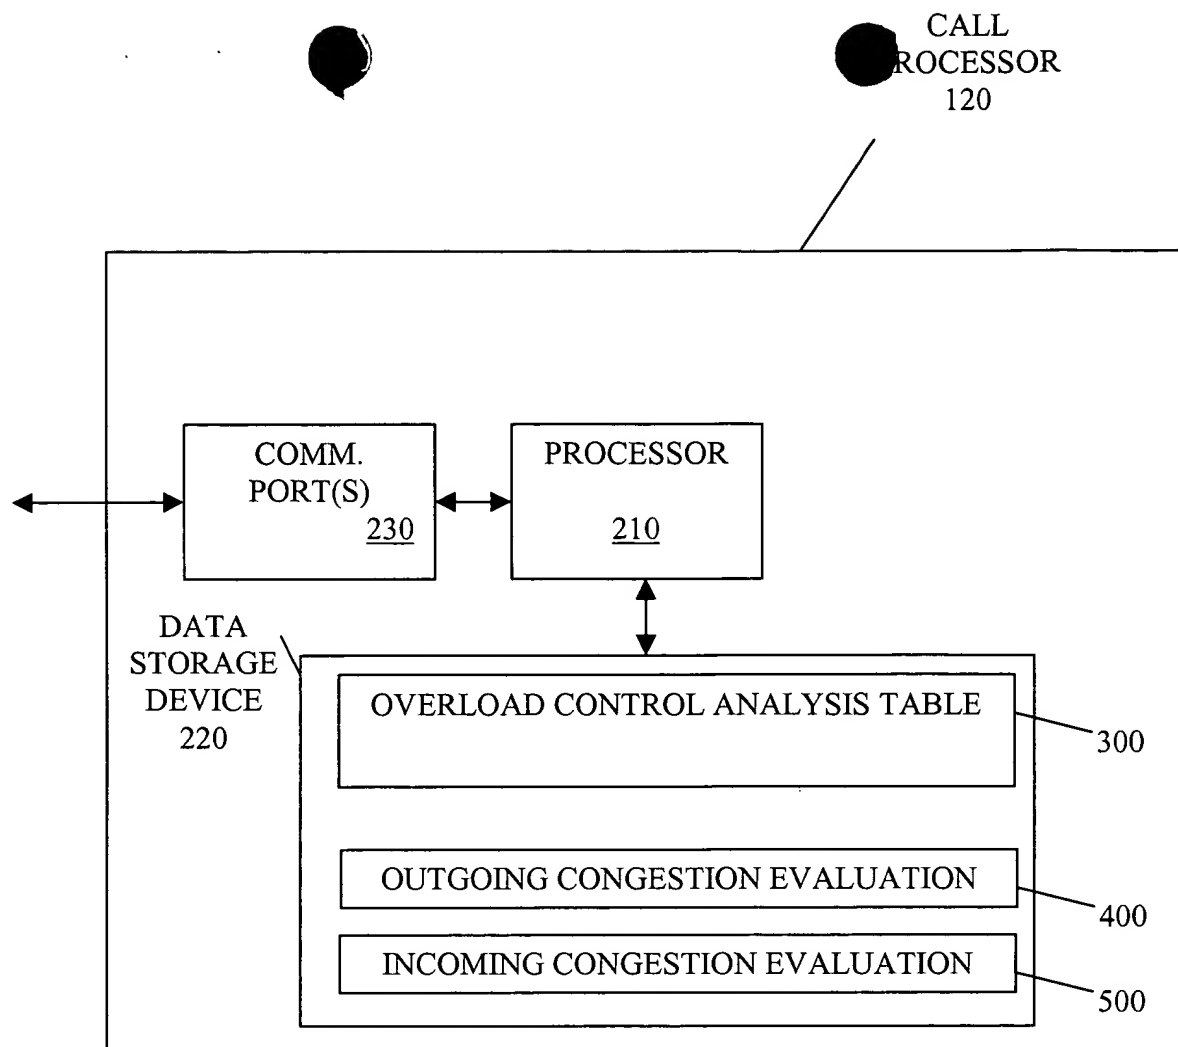 CALL
ROCESSOR
120
COMM.
PORT(S)
230
PROCESSOR
210
DATA
STORAGE
DEVICE
220
OVERLOAD CONTROL ANALYSIS TABLE
300
OUTGOING CONGESTION EVALUATION
400
INCOMING CONGESTION EVALUATION
500